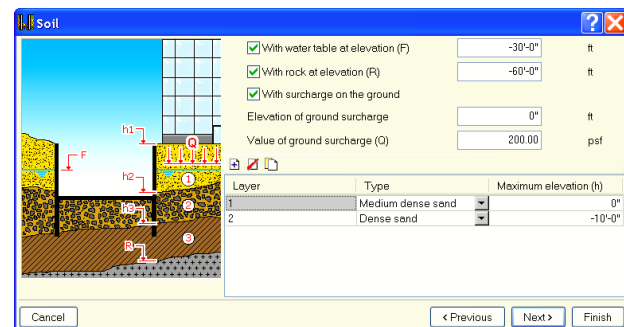 Soil
With water table at elevation (F) -30'-0" ft
With rock at elevation (R) -60'-0" ft
With surcharge on the ground
Elevation of ground surcharge 0" ft
Value of ground surcharge (Q) 200.00 psf
h1
Q
F
h2
1
2
h3
R
3
Layer Type Maximum elevation (h)
1 Medium dense sand 0"
2 Dense sand -10'-0"
Cancel < Previous Next > Finish